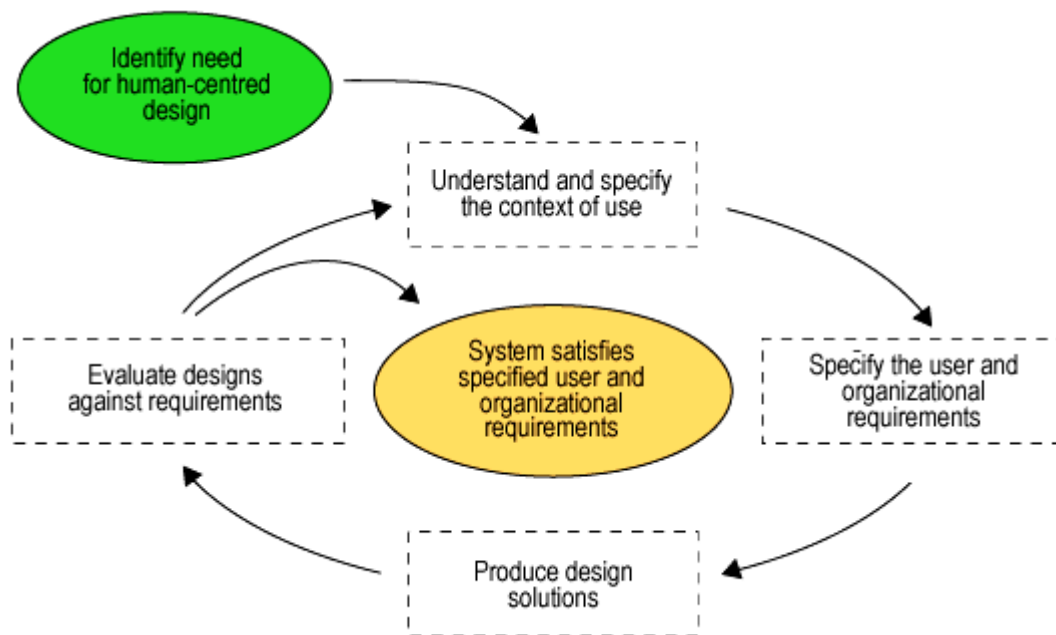 Identify need
for human-centred
design
Understand and specify
the context of use
System satisfies
specified user and
organizational
requirements
Evaluate designs
against requirements
Specify the user and
organizational
requirements
Produce design
solutions